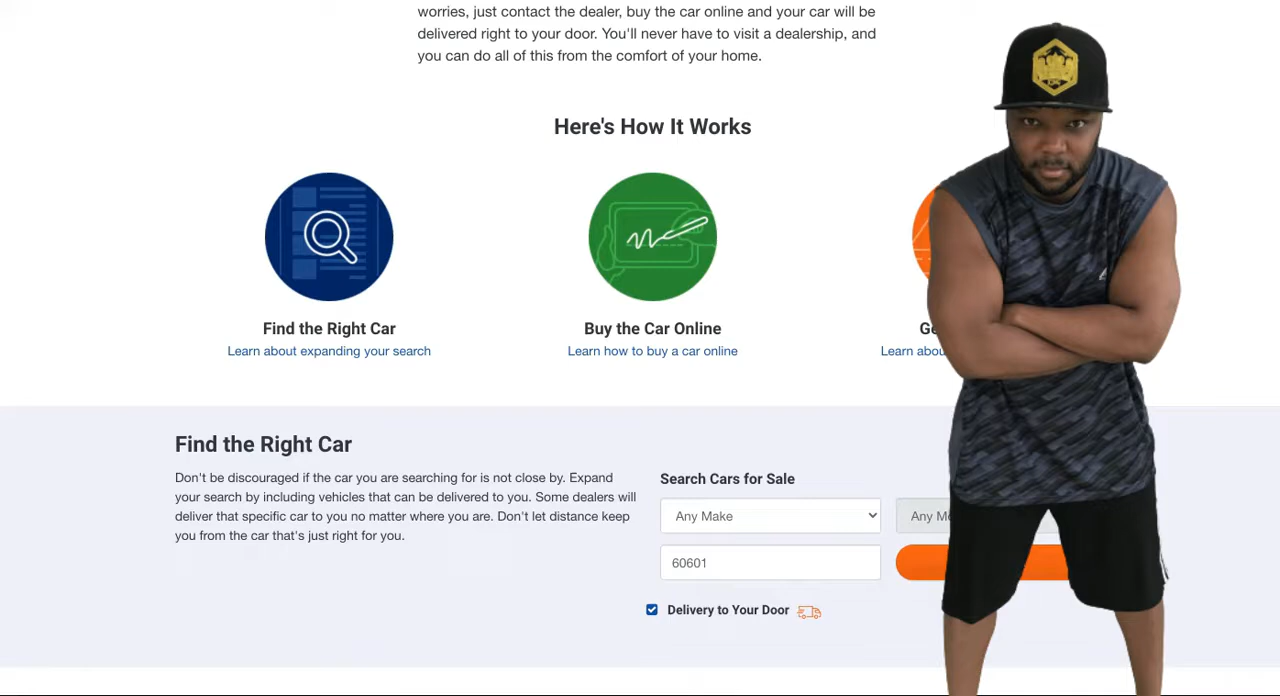 worries, just contact the dealer, buy the car online and your car will be
delivered right to your door. You'll never have to visit a dealership, and
you can do all of this from the comfort of your home.
Here's How It Works
Find the Right Car
Buy the Car Online
Learn about expanding your search
Learn how to buy a car online
Learn
Find the Right Car
Don't be discouraged if the car you are searching for is not close by. Expand
your search by including vehicles that can be delivered to you. Some dealers will
deliver that specific car to you no matter where you are. Don't let distance keep
you from the car that's just right for you.
Search Cars for Sale
Any Make
Any
60601
Delivery to Your Door